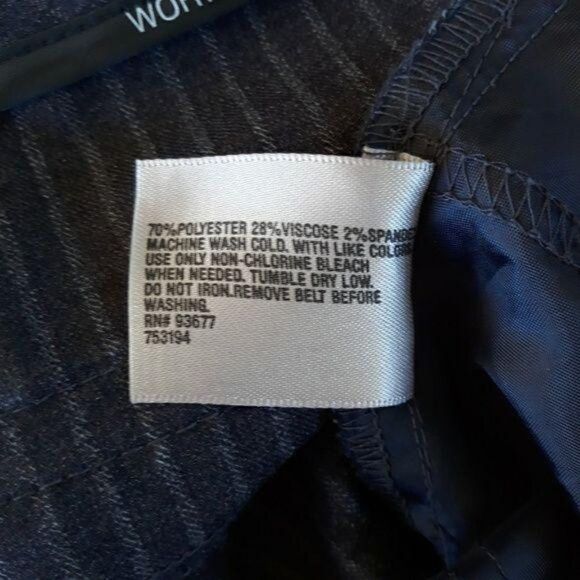 70%POLYESTER 28%VISCOSE 2%SPANDE
MACHINE WASH COLD. WITH LIKE COLORS
USE ONLY NON-CHLORINE BLEACH
WHEN NEEDED. TUMBLE DRY LOW.
DO NOT IRON.REMOVE BELT BEFORE
WASHING.
RN# 93677
753194